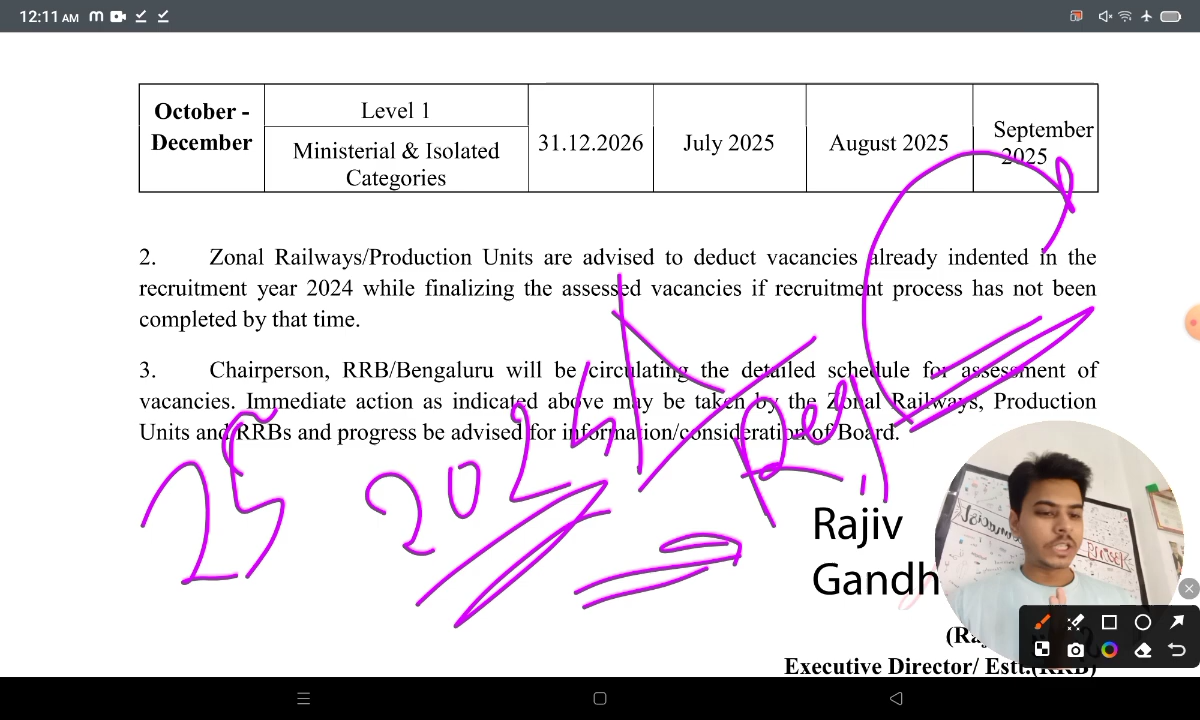 12:11 AM
October - December
Level 1
Ministerial & Isolated Categories
31.12.2026
July 2025
August 2025
September 2025
2. Zonal Railways/Production Units are advised to deduct vacancies already indented in the
recruitment year 2024 while finalizing the assessed vacancies if recruitment process has not been
completed by that time.
3. Chairperson, RRB/Bengaluru will be circulating the detailed schedule for assessment of
vacancies. Immediate action as indicated above may be taken by the Zonal Railways, Production
Units and RRBs and progress be advised for information/consideration of Board.
25 2024
Rajiv
Gandh
Executive Director/ Estt.(RRB)